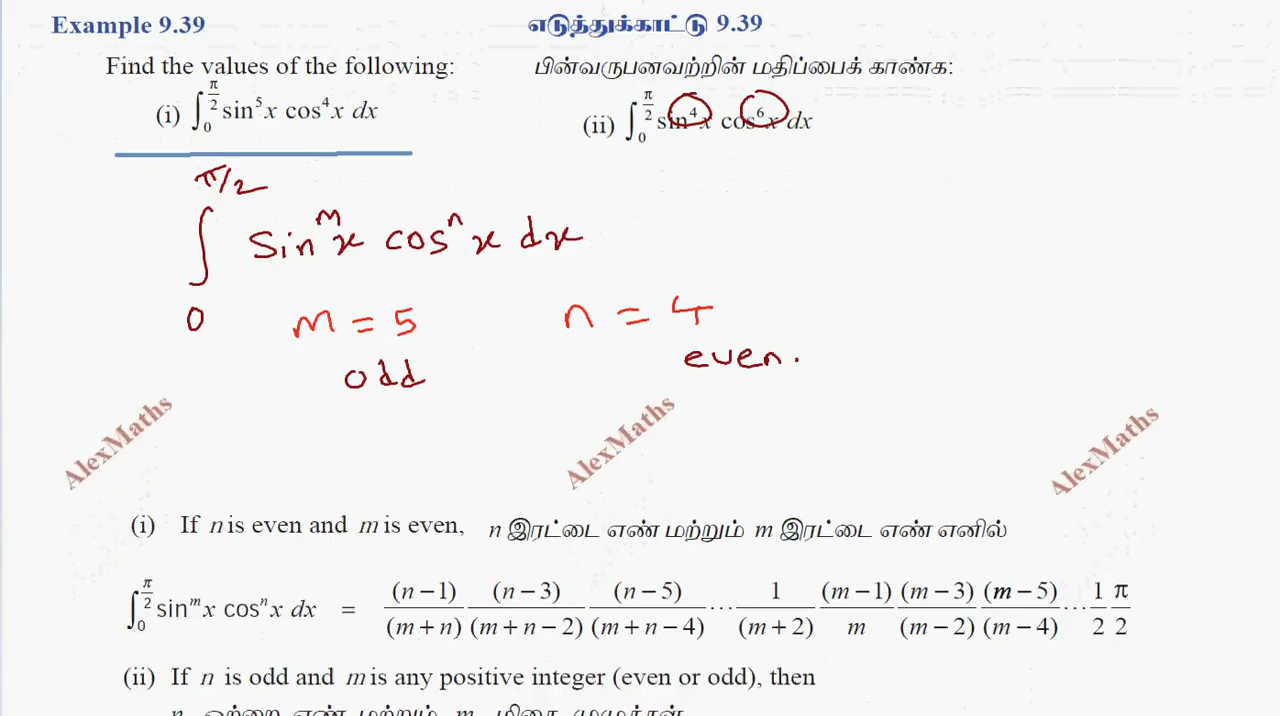 Example 9.39 எடுத்துக்காட்டு 9.39
Find the values of the following: பின்வருபனவற்றின் மதிப்பைக் காண்க:
(i) ∫₀^(π/2) sin⁵x cos⁴x dx (ii) ∫₀^(π/2) sin⁴x cos⁶x dx
∫₀^(π/2) sin^m x cos^n x dx
m = 5 n = 4
odd even.
AlexMaths AlexMaths AlexMaths
(i) If n is even and m is even, n இரட்டை எண் மற்றும் m இரட்டை எண் எனில்
∫₀^(π/2) sin^m x cos^n x dx = (n−1)/(m+n) (n−3)/(m+n−2) (n−5)/(m+n−4) ⋯ 1/(m+2) (m−1)/m (m−3)/(m−2) (m−5)/(m−4) ⋯ 1/2 π/2
(ii) If n is odd and m is any positive integer (even or odd), then